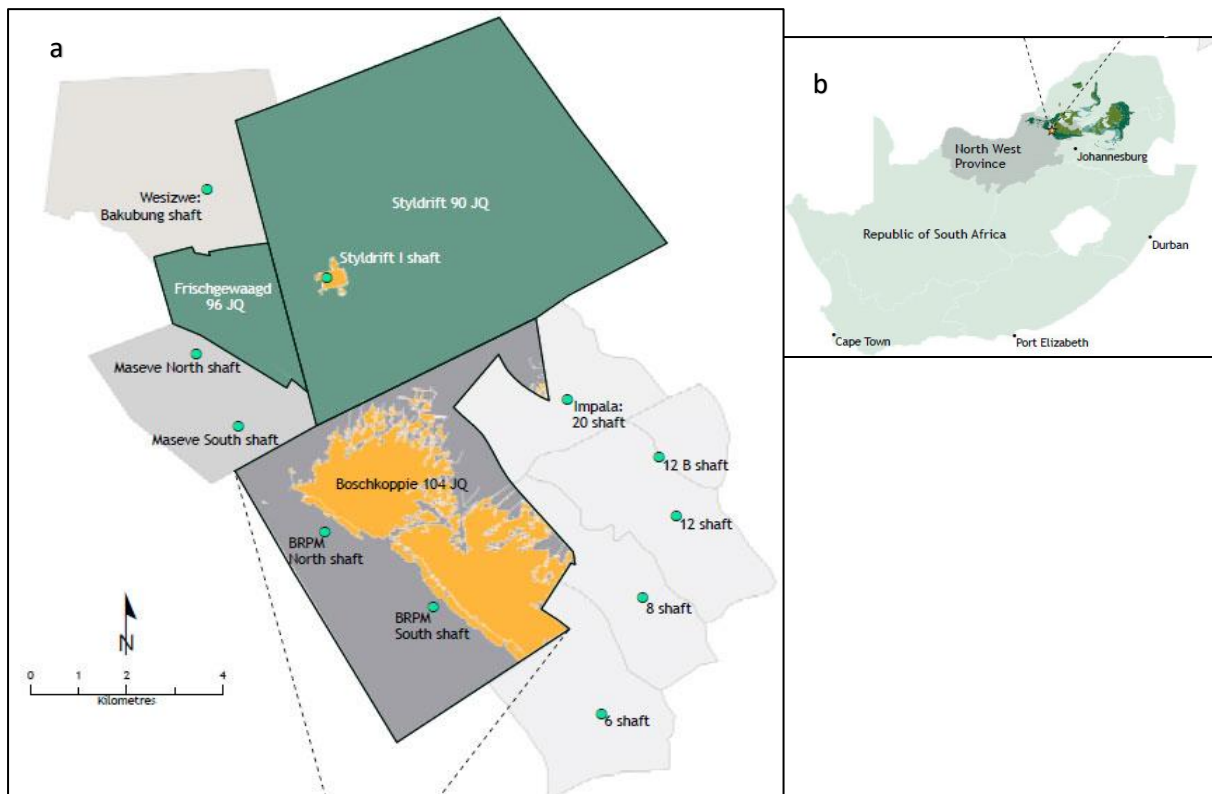 a
Wesizwe:
Bakubung shaft
Styldrift 90 JQ
Styldrift I shaft
Frischgewaagd
96 JQ
Maseve North shaft
Maseve South shaft
Impala:
20 shaft
12 B shaft
Boschkoppie 104 JQ
12 shaft
BRPM
North shaft
8 shaft
BRPM
South shaft
6 shaft
N
0 2 4
Kilometres
b
North West
Province
Johannesburg
Republic of South Africa
Durban
Cape Town
Port Elizabeth